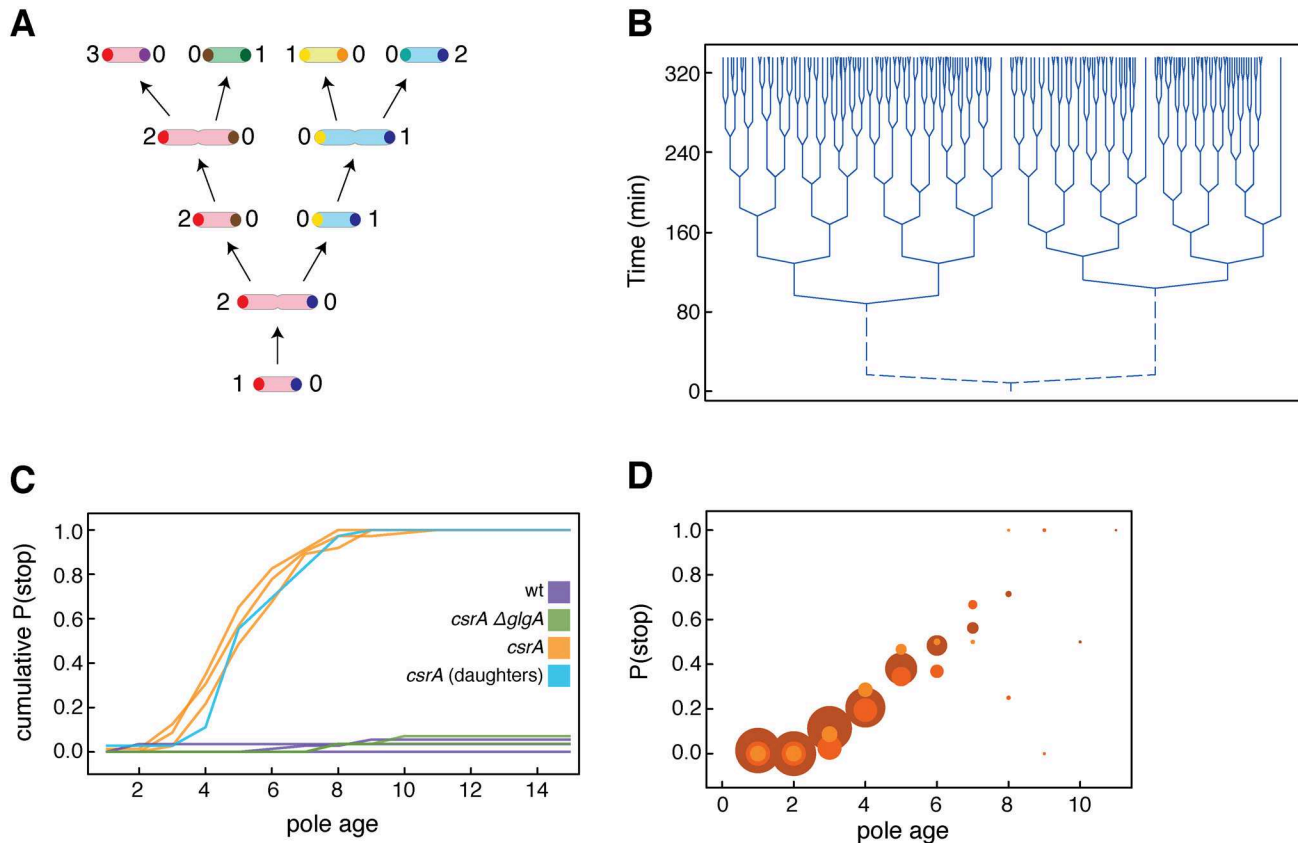 A
3 0 0 1 1 0 0 2
2 0 0 1
2 0 0 1
2 0
1 0
B
Time (min)
320
240
160
80
0
C
cumulative P(stop)
1.0
0.8
0.6
0.4
0.2
0.0
wt
csrA ΔglgA
csrA
csrA (daughters)
2 4 6 8 10 12 14
pole age
D
P(stop)
1.0
0.8
0.6
0.4
0.2
0.0
0 2 4 6 8 10
pole age